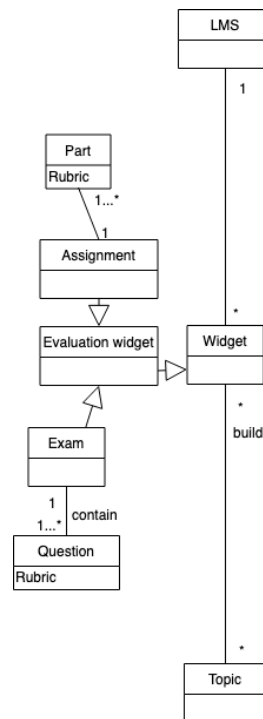 LMS
1
Part
Rubric
1...*
1
Assignment
*
Evaluation widget
Widget
*
build
Exam
1
1...*
contain
Question
Rubric
*
Topic